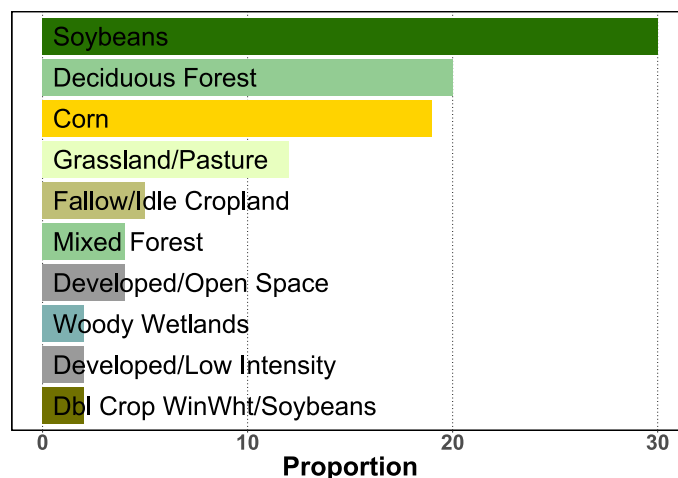 Soybeans
Deciduous Forest
Corn
Grassland/Pasture
Fallow/Idle Cropland
Mixed Forest
Developed/Open Space
Woody Wetlands
Developed/Low Intensity
Dbl Crop WinWht/Soybeans
0 10 20 30
Proportion